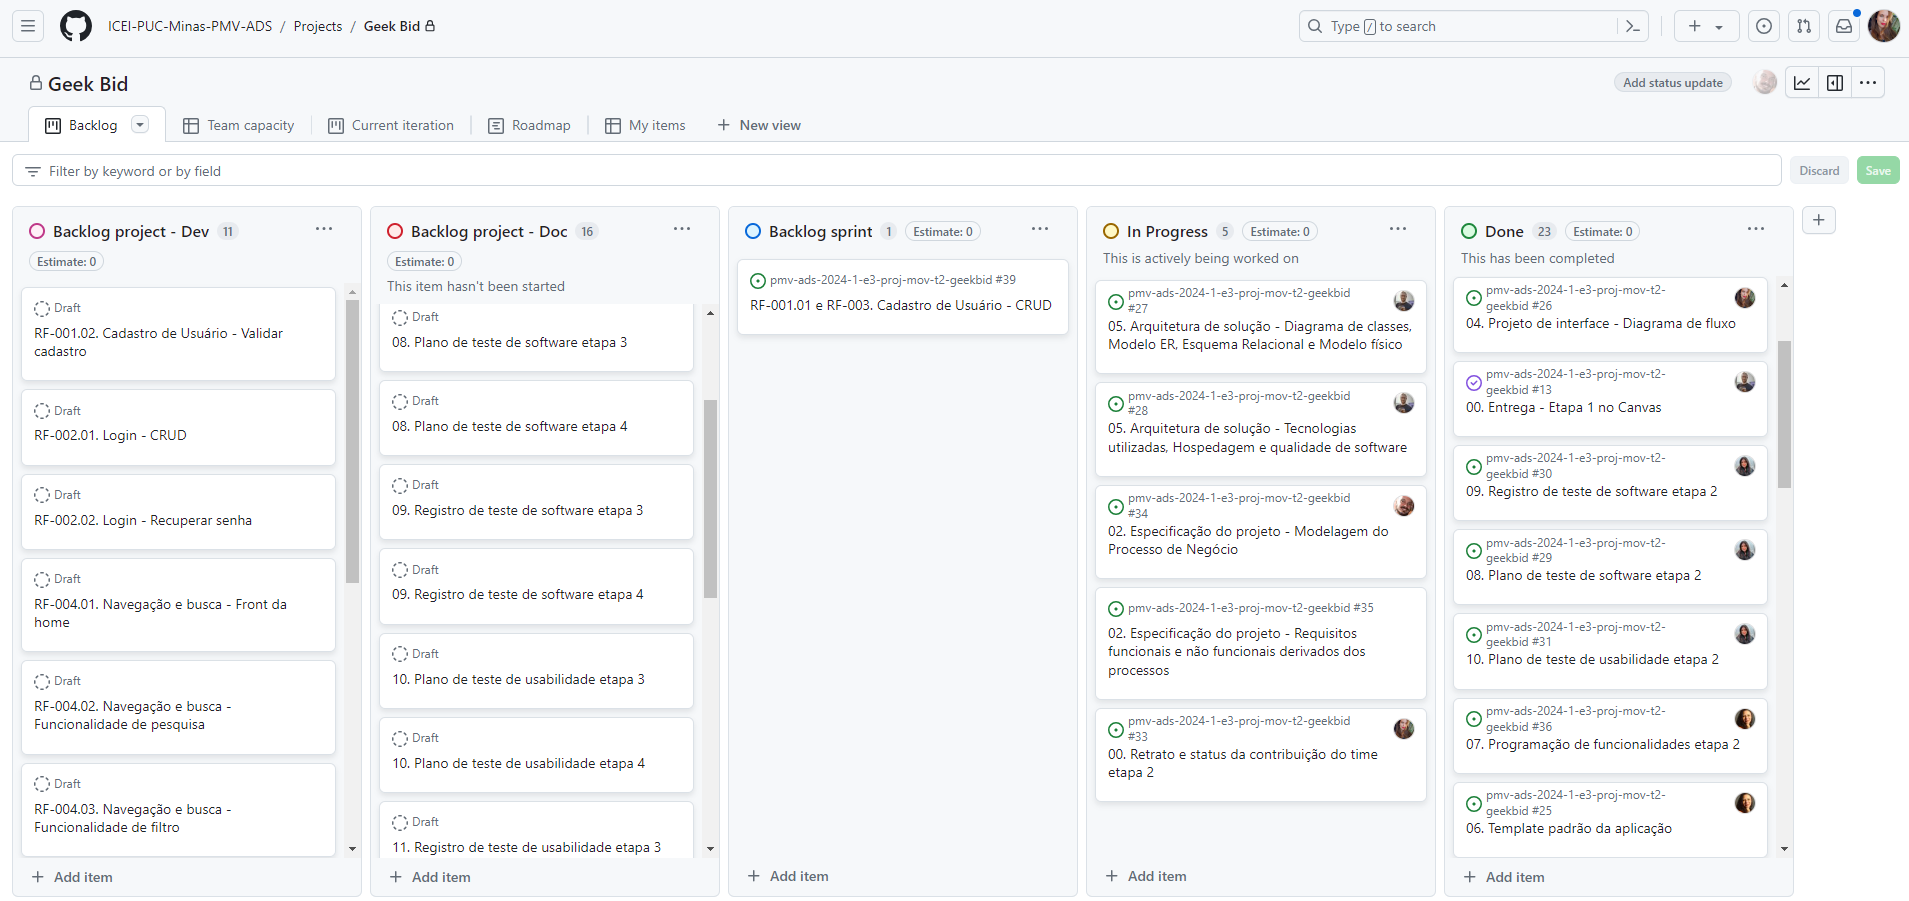 ICEI-PUC-Minas-PMV-ADS / Projects / Geek Bid
Type / to search
Geek Bid
Add status update
Backlog
Team capacity
Current iteration
Roadmap
My items
New view
Filter by keyword or by field
Discard
Save
Backlog project - Dev 11
Estimate: 0
Draft
RF-001.02. Cadastro de Usuário - Validar
cadastro
Draft
RF-002.01. Login - CRUD
Draft
RF-002.02. Login - Recuperar senha
Draft
RF-004.01. Navegação e busca - Front da
home
Draft
RF-004.02. Navegação e busca -
Funcionalidade de pesquisa
Draft
RF-004.03. Navegação e busca -
Funcionalidade de filtro
Add item
Backlog project - Doc 16
Estimate: 0
This item hasn't been started
Draft
08. Plano de teste de software etapa 3
Draft
08. Plano de teste de software etapa 4
Draft
09. Registro de teste de software etapa 3
Draft
09. Registro de teste de software etapa 4
Draft
10. Plano de teste de usabilidade etapa 3
Draft
10. Plano de teste de usabilidade etapa 4
Draft
11. Registro de teste de usabilidade etapa 3
Add item
Backlog sprint 1 Estimate: 0
pmv-ads-2024-1-e3-proj-mov-t2-geekbid #39
RF-001.01 e RF-003. Cadastro de Usuário - CRUD
Add item
In Progress 5 Estimate: 0
This is actively being worked on
pmv-ads-2024-1-e3-proj-mov-t2-geekbid
#27
05. Arquitetura de solução - Diagrama de classes,
Modelo ER, Esquema Relacional e Modelo físico
pmv-ads-2024-1-e3-proj-mov-t2-geekbid
#28
05. Arquitetura de solução - Tecnologias
utilizadas, Hospedagem e qualidade de software
pmv-ads-2024-1-e3-proj-mov-t2-geekbid
#34
02. Especificação do projeto - Modelagem do
Processo de Negócio
pmv-ads-2024-1-e3-proj-mov-t2-geekbid #35
02. Especificação do projeto - Requisitos
funcionais e não funcionais derivados dos
processos
pmv-ads-2024-1-e3-proj-mov-t2-geekbid
#33
00. Retrato e status da contribuição do time
etapa 2
Add item
Done 23 Estimate: 0
This has been completed
pmv-ads-2024-1-e3-proj-mov-t2-
geekbid #26
04. Projeto de interface - Diagrama de fluxo
pmv-ads-2024-1-e3-proj-mov-t2-
geekbid #13
00. Entrega - Etapa 1 no Canvas
pmv-ads-2024-1-e3-proj-mov-t2-
geekbid #30
09. Registro de teste de software etapa 2
pmv-ads-2024-1-e3-proj-mov-t2-
geekbid #29
08. Plano de teste de software etapa 2
pmv-ads-2024-1-e3-proj-mov-t2-
geekbid #31
10. Plano de teste de usabilidade etapa 2
pmv-ads-2024-1-e3-proj-mov-t2-
geekbid #36
07. Programação de funcionalidades etapa 2
pmv-ads-2024-1-e3-proj-mov-t2-
geekbid #25
06. Template padrão da aplicação
Add item